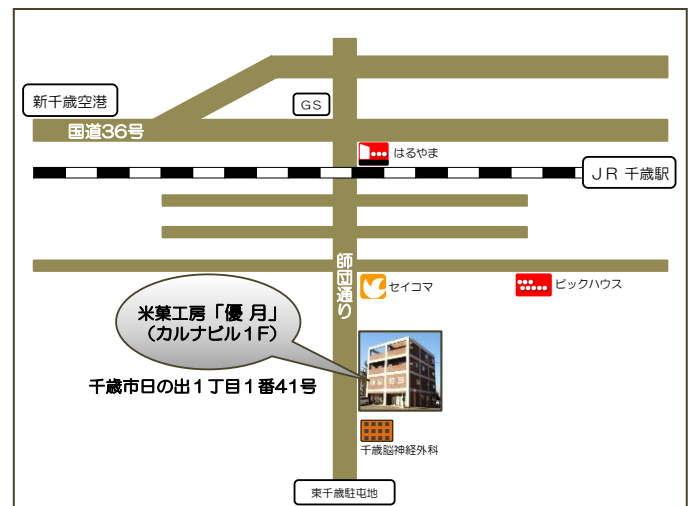 新千歳空港
GS
国道36号
はるやま
JR 千歳駅
師団通り
セイコマ
ビックハウス
米菓工房「優 月」
(カルナビル1F)
千歳市日の出1丁目1番41号
千歳脳神経外科
東千歳駐屯地